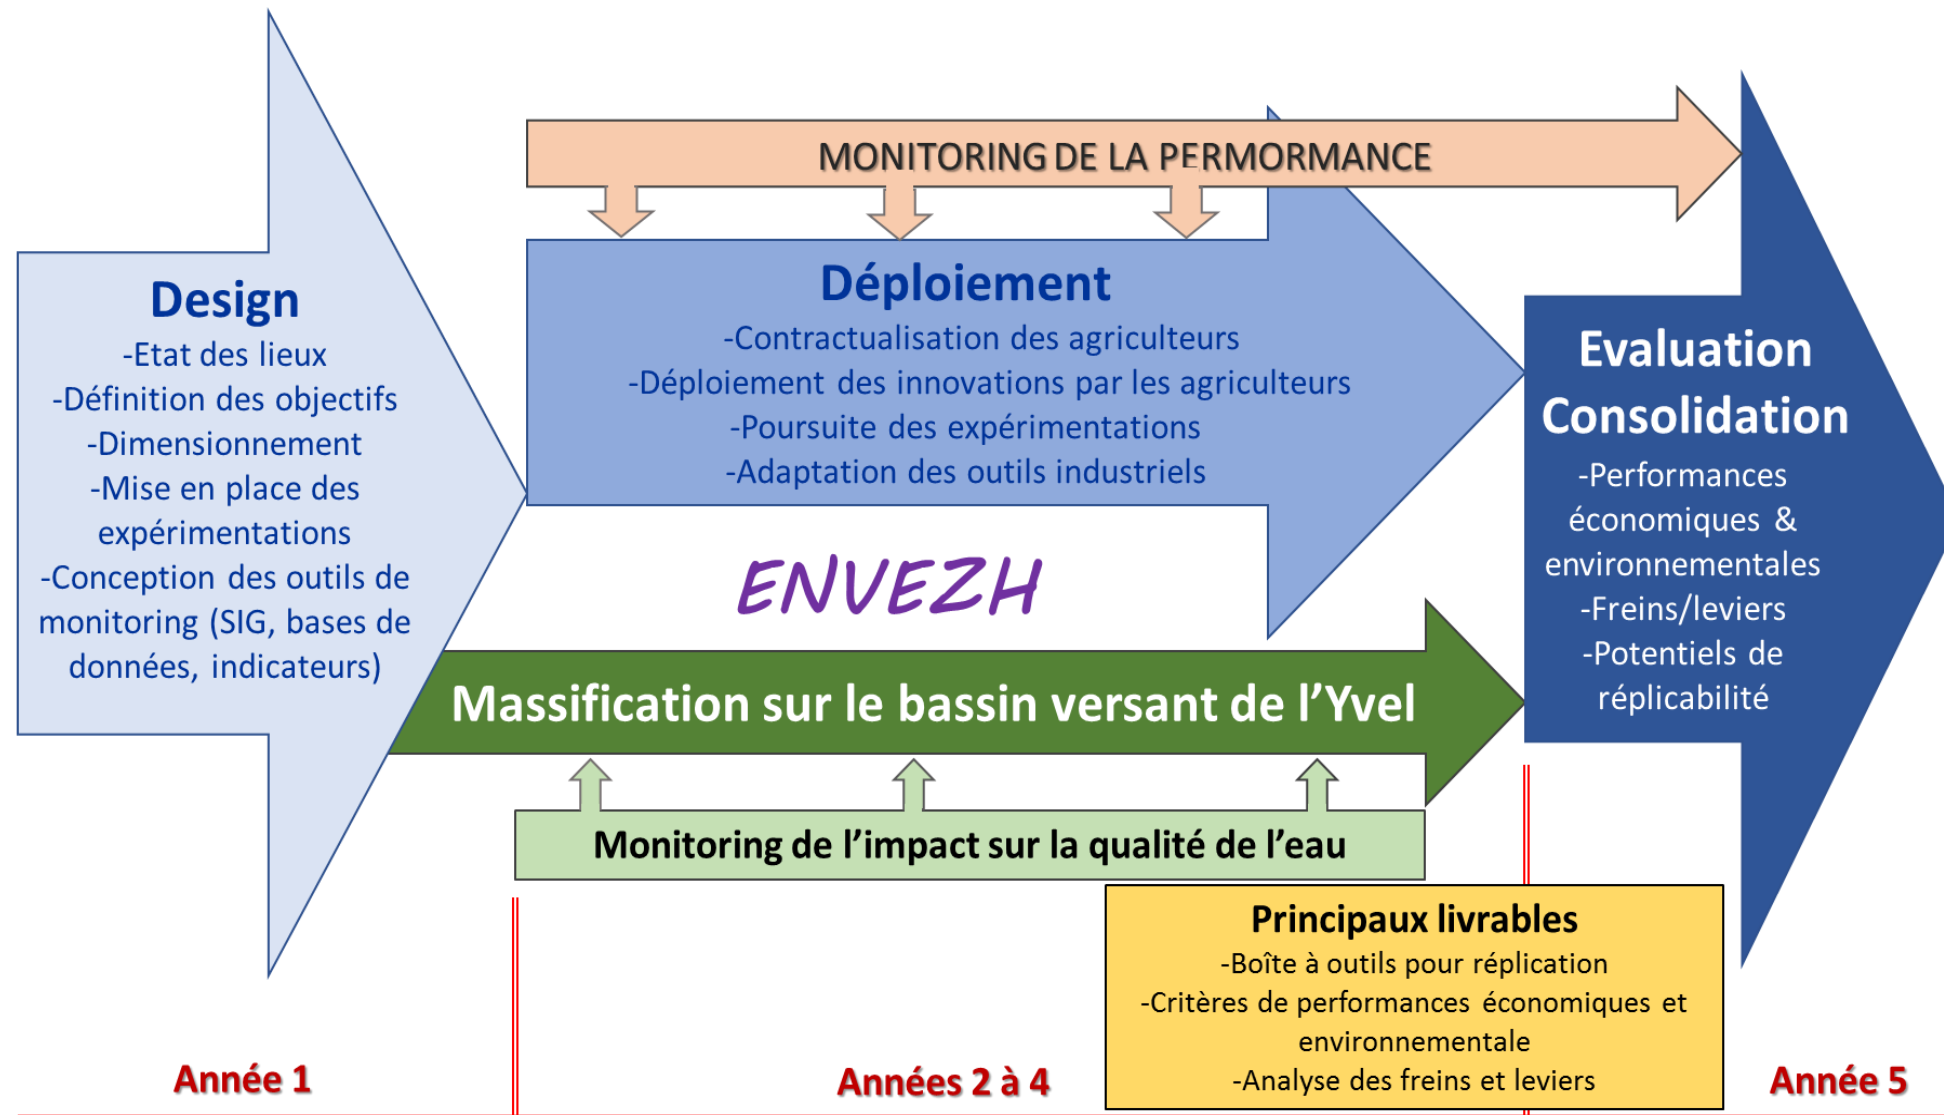 MONITORING DE LA PERMORMANCE
Design
-Etat des lieux
-Définition des objectifs
-Dimensionnement
-Mise en place des
expérimentations
-Conception des outils de
monitoring (SIG, bases de
données, indicateurs)
Déploiement
-Contractualisation des agriculteurs
-Déploiement des innovations par les agriculteurs
-Poursuite des expérimentations
-Adaptation des outils industriels
Evaluation
Consolidation
-Performances
économiques &
environnementales
-Freins/leviers
-Potentiels de
réplicabilité
ENVEZH
Massification sur le bassin versant de l’Yvel
Monitoring de l’impact sur la qualité de l’eau
Principaux livrables
-Boîte à outils pour réplication
-Critères de performances économiques et
environnementale
-Analyse des freins et leviers
Année 1
Années 2 à 4
Année 5